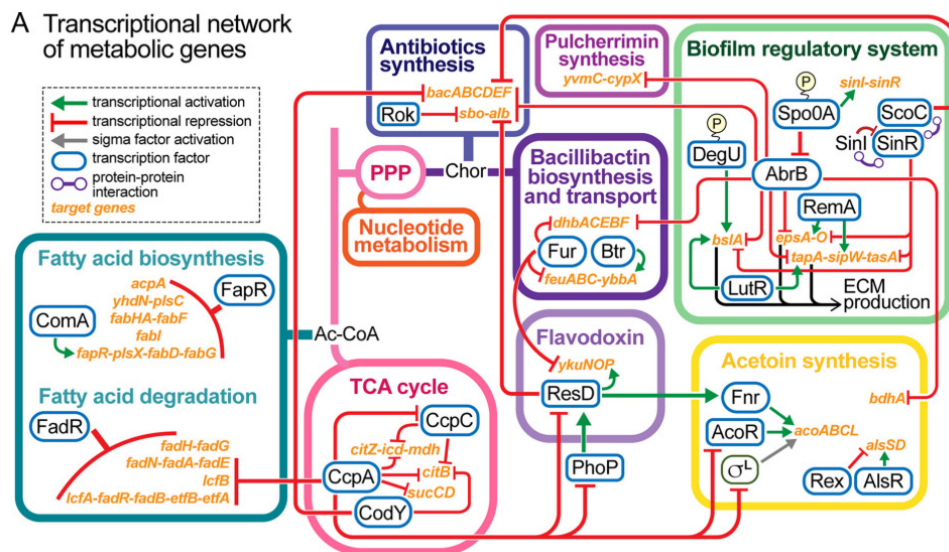 A Transcriptional network
of metabolic genes
transcriptional activation
transcriptional repression
sigma factor activation
transcription factor
protein-protein
interaction
target genes
Antibiotics
synthesis
bacABCDEF
Rok
sbo-alb
Pulcherrimin
synthesis
yvmC-cypX
Biofilm regulatory system
P
sinI-sinR
Spo0A
ScoC
SinI
SinR
P
DegU
AbrB
RemA
bslA
epsA-O
tapA-sipW-tasA
LutR
ECM
production
PPP
Chor
Nucleotide
metabolism
Bacillibactin
biosynthesis
and transport
dhbACEBF
Fur
Btr
feuABC-ybbA
Fatty acid biosynthesis
acpA
yhdN-plsC
fabHA-fabF
fabI
fapR-plsX-fabD-fabG
FapR
ComA
Ac-CoA
Fatty acid degradation
FadR
fadH-fadG
fadN-fadA-fadE
lcfB
lcfA-fadR-fadB-etfB-etfA
TCA cycle
CcpC
citZ-icd-mdh
CcpA
citB
sucCD
CodY
Flavodoxin
ykuNOP
ResD
PhoP
Acetoin synthesis
Fnr
bdhA
AcoR
acoABCL
σL
alsSD
Rex
AlsR